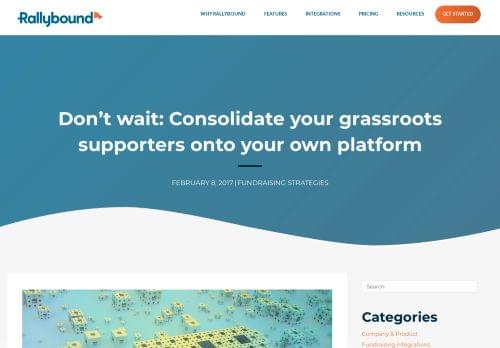 Rallybound
WHY RALLYBOUND FEATURES INTEGRATIONS PRICING RESOURCES GET STARTED
Don’t wait: Consolidate your grassroots
supporters onto your own platform
FEBRUARY 8, 2017 | FUNDRAISING STRATEGIES
Search
Categories
Company & Product
Fundraising Integrations